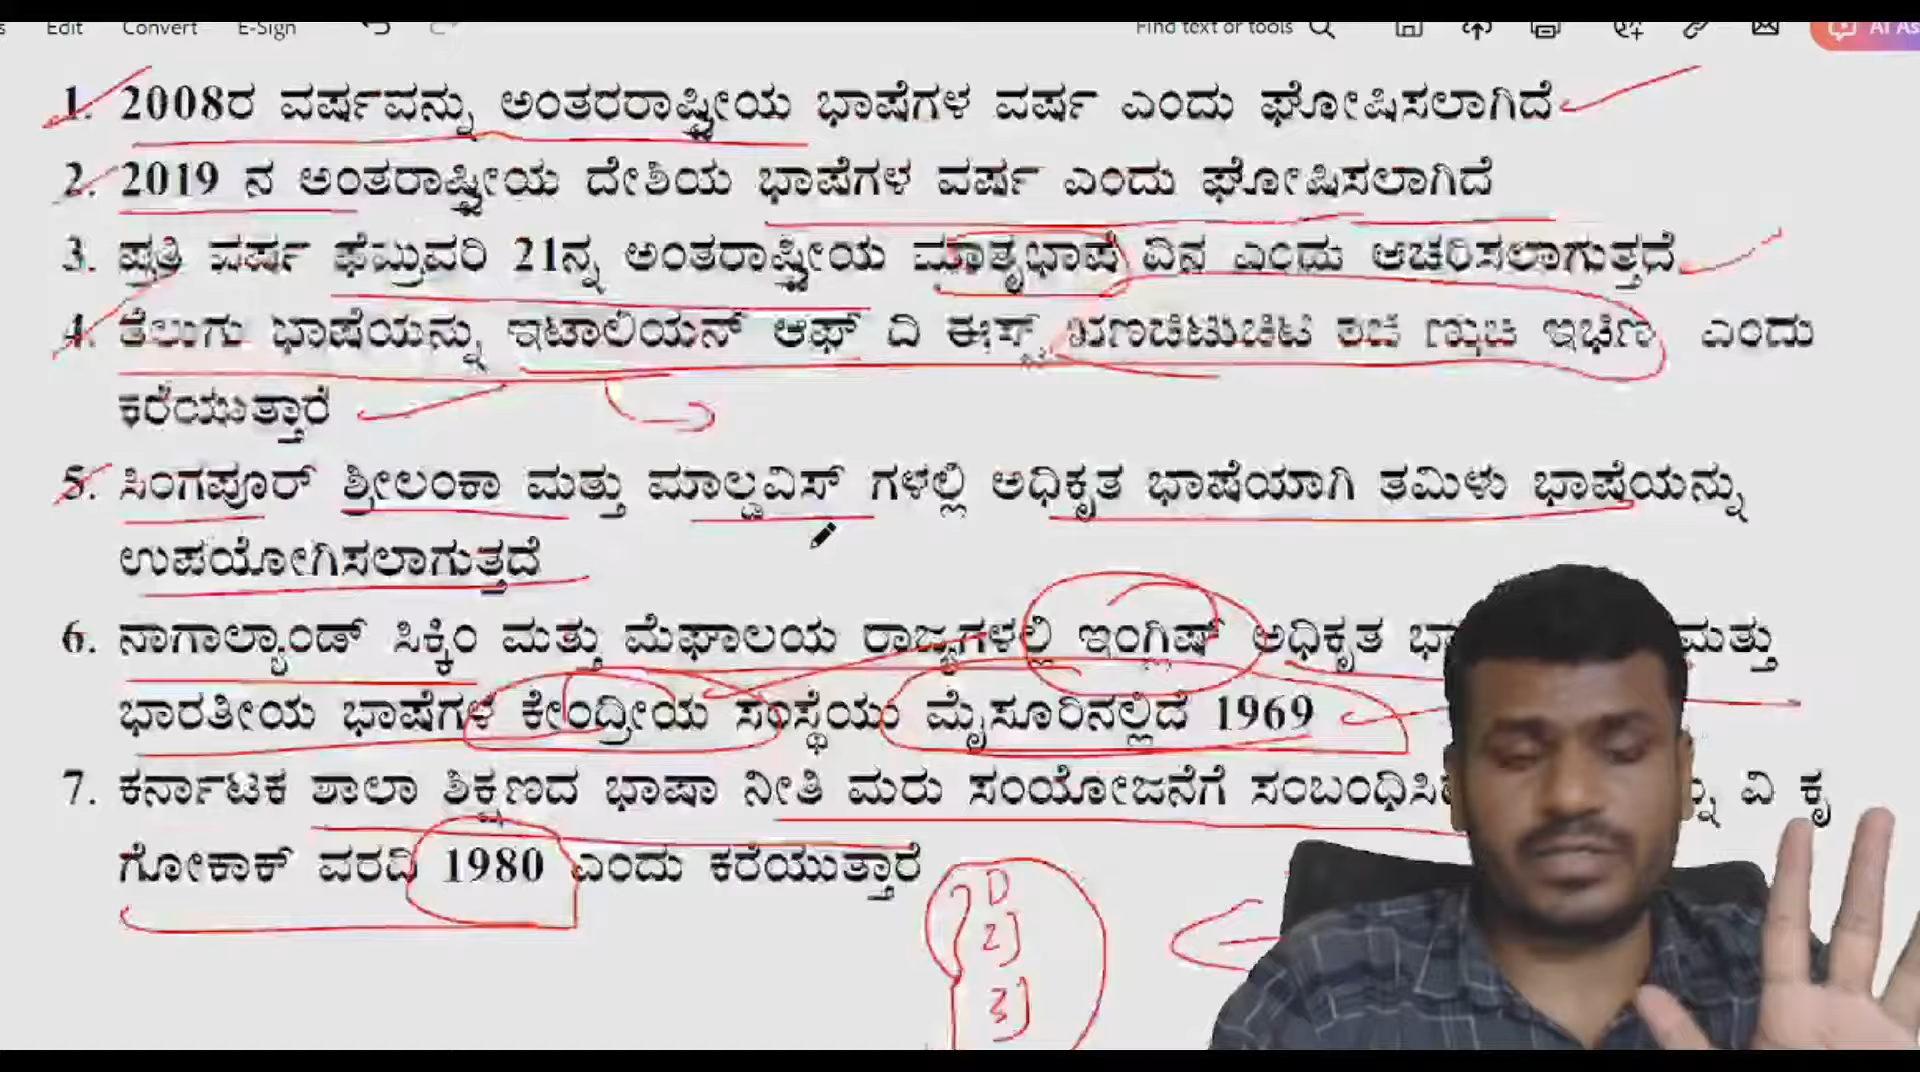 Edit Convert E-Sign Find text or tools
1. 2008ರ ವರ್ಷವನ್ನು ಅಂತರರಾಷ್ಟ್ರೀಯ ಭಾಷೆಗಳ ವರ್ಷ ಎಂದು ಘೋಷಿಸಲಾಗಿದೆ
2. 2019 ನ ಅಂತರಾಷ್ಟ್ರೀಯ ದೇಶಿಯ ಭಾಷೆಗಳ ವರ್ಷ ಎಂದು ಘೋಷಿಸಲಾಗಿದೆ
3. ಪ್ರತಿ ವರ್ಷ ಫೆಬ್ರುವರಿ 21ನ್ನ ಅಂತರಾಷ್ಟ್ರೀಯ ಮಾತೃಭಾಷೆ ದಿನ ಎಂದು ಆಚರಿಸಲಾಗುತ್ತದೆ
4. ತೆಲುಗು ಭಾಷೆಯನ್ನು ಇಟಾಲಿಯನ್ ಆಫ್ ದಿ ಈಸ್ಟ್ ಎಂದು
ಕರೆಯುತ್ತಾರೆ
5. ಸಿಂಗಪೂರ್ ಶ್ರೀಲಂಕಾ ಮತ್ತು ಮಾಲ್ಡವಿಸ್ ಗಳಲ್ಲಿ ಅಧಿಕೃತ ಭಾಷೆಯಾಗಿ ತಮಿಳು ಭಾಷೆಯನ್ನು
ಉಪಯೋಗಿಸಲಾಗುತ್ತದೆ
6. ನಾಗಾಲ್ಯಾಂಡ್ ಸಿಕ್ಕಿಂ ಮತ್ತು ಮೆಘಾಲಯ ರಾಜ್ಯಗಳಲ್ಲಿ ಇಂಗ್ಲಿಷ್ ಅಧಿಕೃತ ಮತ್ತು
ಭಾರತೀಯ ಭಾಷೆಗಳ ಕೇಂದ್ರೀಯ ಸಂಸ್ಥೆಯು ಮೈಸೂರಿನಲ್ಲಿದೆ 1969
7. ಕರ್ನಾಟಕ ಶಾಲಾ ಶಿಕ್ಷಣದ ಭಾಷಾ ನೀತಿ ಮರು ಸಂಯೋಜನೆಗೆ ವಿ ಕೃ
ಗೋಕಾಕ್ ವರದಿ 1980 ಎಂದು ಕರೆಯುತ್ತಾರೆ
2)
3)